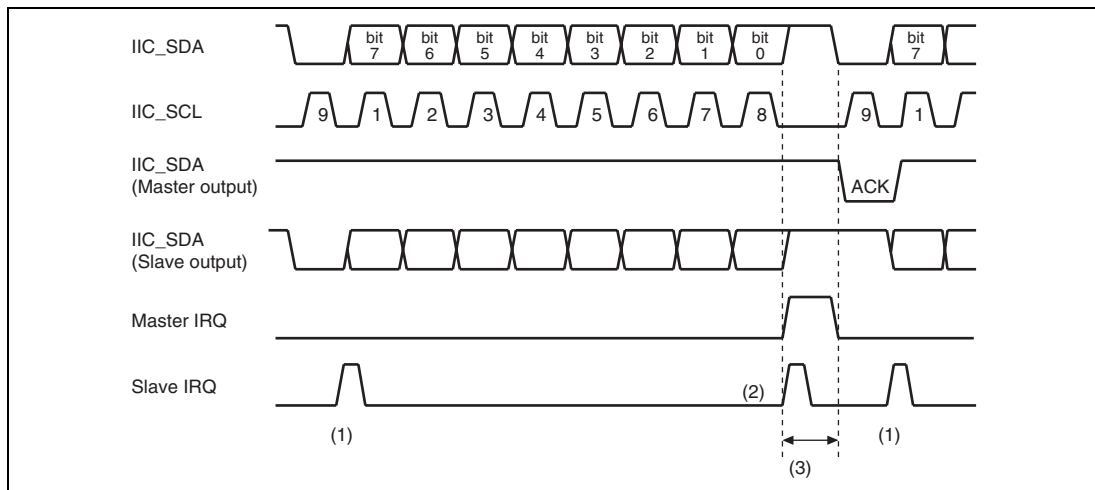 IIC_SDA
bit 7 bit 6 bit 5 bit 4 bit 3 bit 2 bit 1 bit 0 bit 7
IIC_SCL
9 1 2 3 4 5 6 7 8 9 1
IIC_SDA
(Master output)
ACK
IIC_SDA
(Slave output)
Master IRQ
Slave IRQ
(2)
(1) (1)
(3)